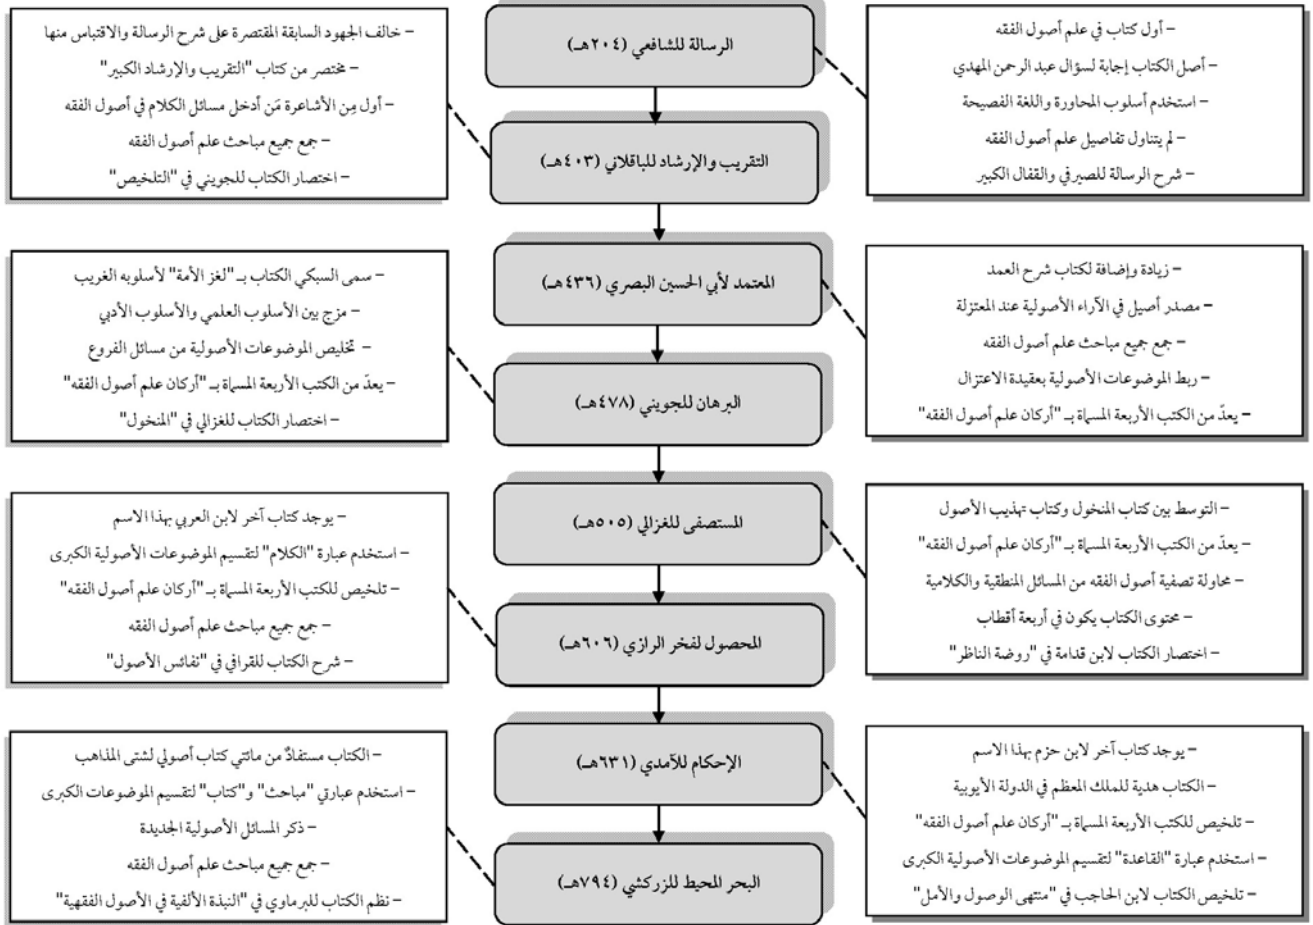 الرسالة للشافعي (٢٠٤هـ)
– أول كتاب في علم أصول الفقه
– أصل الكتاب إجابة لسؤال عبد الرحمن المهدي
– استخدم أسلوب المحاورة واللغة الفصيحة
– لم يتناول تفاصيل علم أصول الفقه
– شرح الرسالة للصيرفي والقفال الكبير
التقريب والإرشاد للباقلاني (٤٠٣هـ)
– خالف الجهود السابقة المقتصرة على شرح الرسالة والاقتباس منها
– مختصر من كتاب "التقريب والإرشاد الكبير"
– أول مِن الأشاعرة مَن أدخل مسائل الكلام في أصول الفقه
– جمع جميع مباحث علم أصول الفقه
– اختصار الكتاب للجويني في "التلخيص"
المعتمد لأبي الحسين البصري (٤٣٦هـ)
– زيادة وإضافة لكتاب شرح العمد
– مصدر أصيل في الآراء الأصولية عند المعتزلة
– جمع جميع مباحث علم أصول الفقه
– ربط الموضوعات الأصولية بعقيدة الاعتزال
– يعدّ من الكتب الأربعة المسماة بـ "أركان علم أصول الفقه"
البرهان للجويني (٤٧٨هـ)
– سمى السبكي الكتاب بـ "لغز الأمة" لأسلوبه الغريب
– مزج بين الأسلوب العلمي والأسلوب الأدبي
– تخليص الموضوعات الأصولية من مسائل الفروع
– يعدّ من الكتب الأربعة المسماة بـ "أركان علم أصول الفقه"
– اختصار الكتاب للغزالي في "المنخول"
المستصفى للغزالي (٥٠٥هـ)
– التوسط بين كتاب المنخول وكتاب تهذيب الأصول
– يعدّ من الكتب الأربعة المسماة بـ "أركان علم أصول الفقه"
– محاولة تصفية أصول الفقه من المسائل المنطقية والكلامية
– محتوى الكتاب يكون في أربعة أقطاب
– اختصار الكتاب لابن قدامة في "روضة الناظر"
المحصول لفخر الرازي (٦٠٦هـ)
– يوجد كتاب آخر لابن العربي بهذا الاسم
– استخدم عبارة "الكلام" لتقسيم الموضوعات الأصولية الكبرى
– تلخيص للكتب الأربعة المسماة بـ "أركان علم أصول الفقه"
– جمع جميع مباحث علم أصول الفقه
– شرح الكتاب للقرافي في "نفائس الأصول"
الإحكام للآمدي (٦٣١هـ)
– يوجد كتاب آخر لابن حزم بهذا الاسم
– الكتاب هدية للملك المعظم في الدولة الأيوبية
– تلخيص للكتب الأربعة المسماة بـ "أركان علم أصول الفقه"
– استخدم عبارة "القاعدة" لتقسيم الموضوعات الأصولية الكبرى
– تلخيص الكتاب لابن الحاجب في "منتهى الوصول والأمل"
البحر المحيط للزركشي (٧٩٤هـ)
– الكتاب مستفادٌ من مائتي كتاب أصولي لشتى المذاهب
– استخدم عبارتي "مباحث" و"كتاب" لتقسيم الموضوعات الكبرى
– ذكر المسائل الأصولية الجديدة
– جمع جميع مباحث علم أصول الفقه
– نظم الكتاب للبرماوي في "النبذة الألفية في الأصول الفقهية"